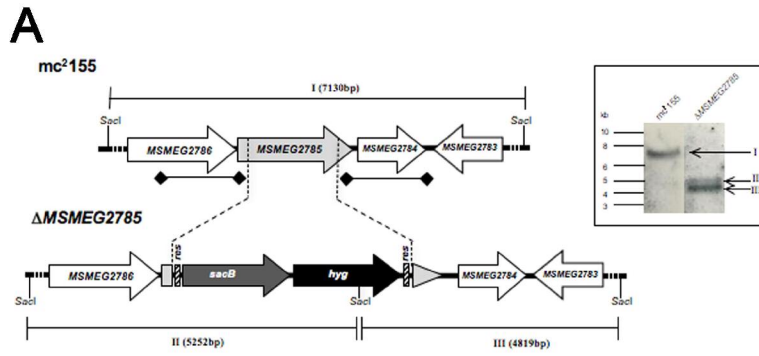 A
mc²155
I (7130bp)
SacI
SacI
MSMEG2786
MSMEG2785
MSMEG2784
MSMEG2783
ΔMSMEG2785
res
res
MSMEG2786
sacB
hyg
MSMEG2784
MSMEG2783
SacI
SacI
SacI
II (5252bp)
III (4819bp)
kb
mc²155
ΔMSMEG2785
10
8
6
5
4
3
I
II
III